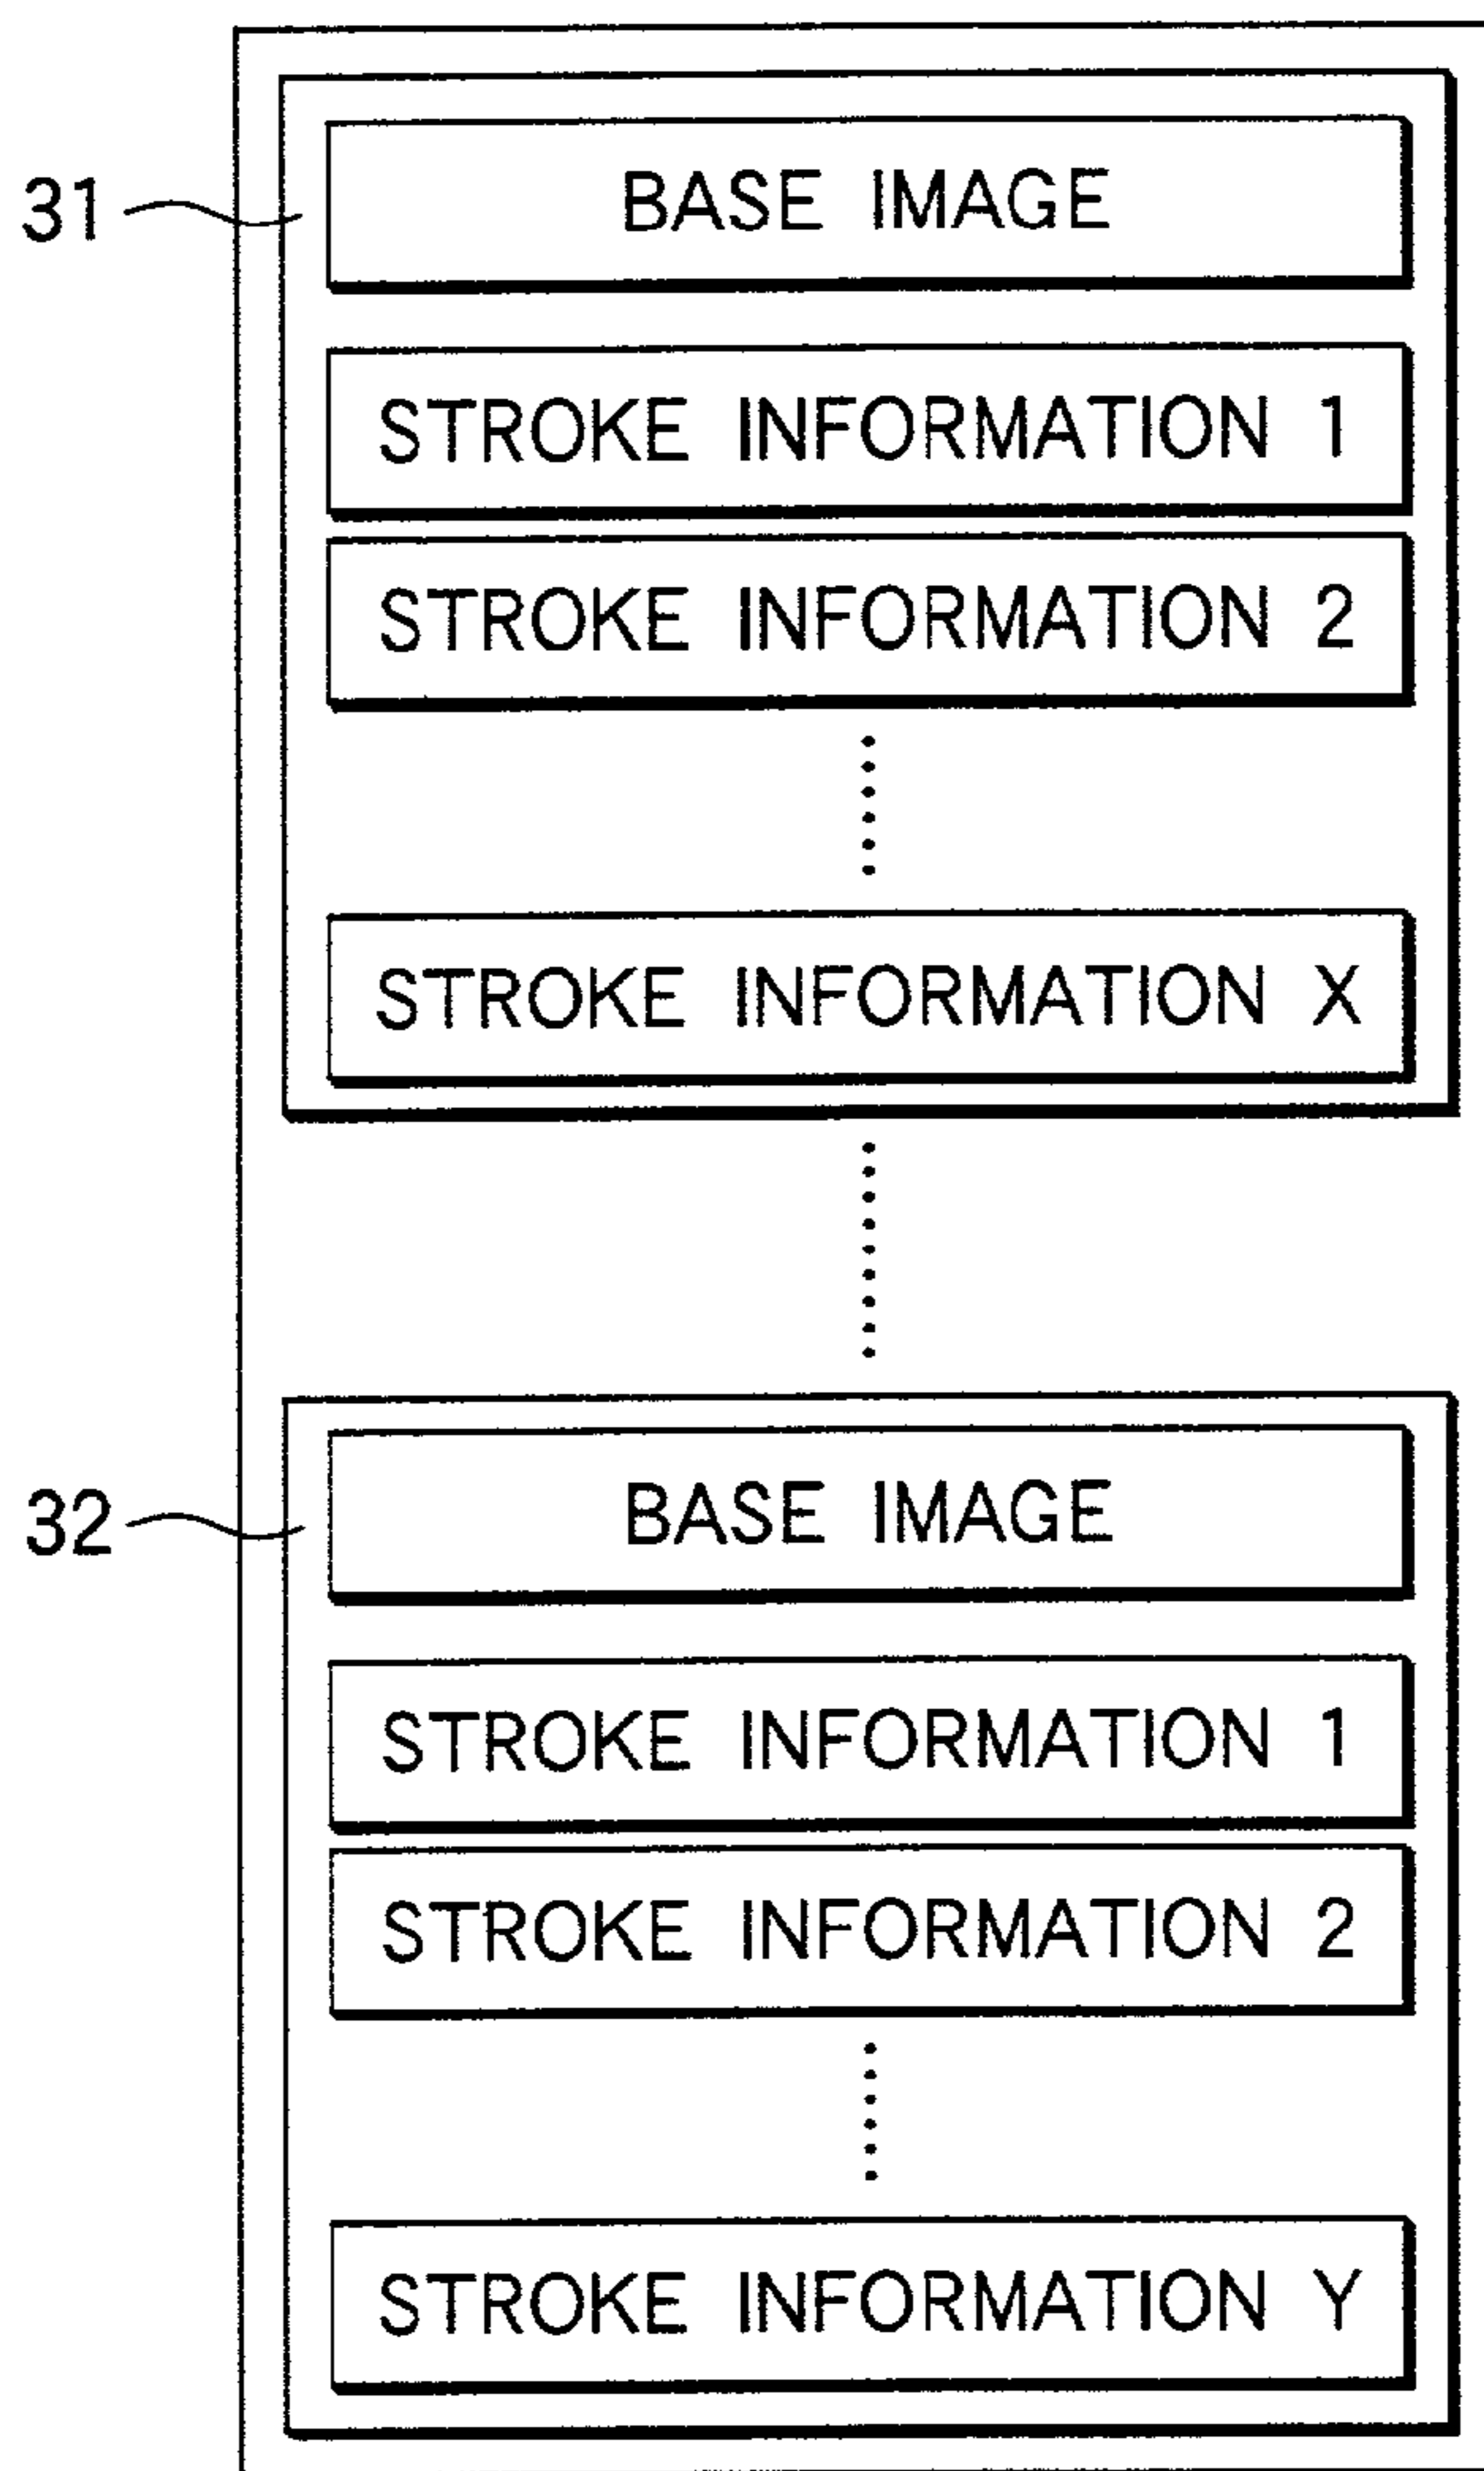 31
BASE IMAGE
STROKE INFORMATION 1
STROKE INFORMATION 2
STROKE INFORMATION X
32
BASE IMAGE
STROKE INFORMATION 1
STROKE INFORMATION 2
STROKE INFORMATION Y